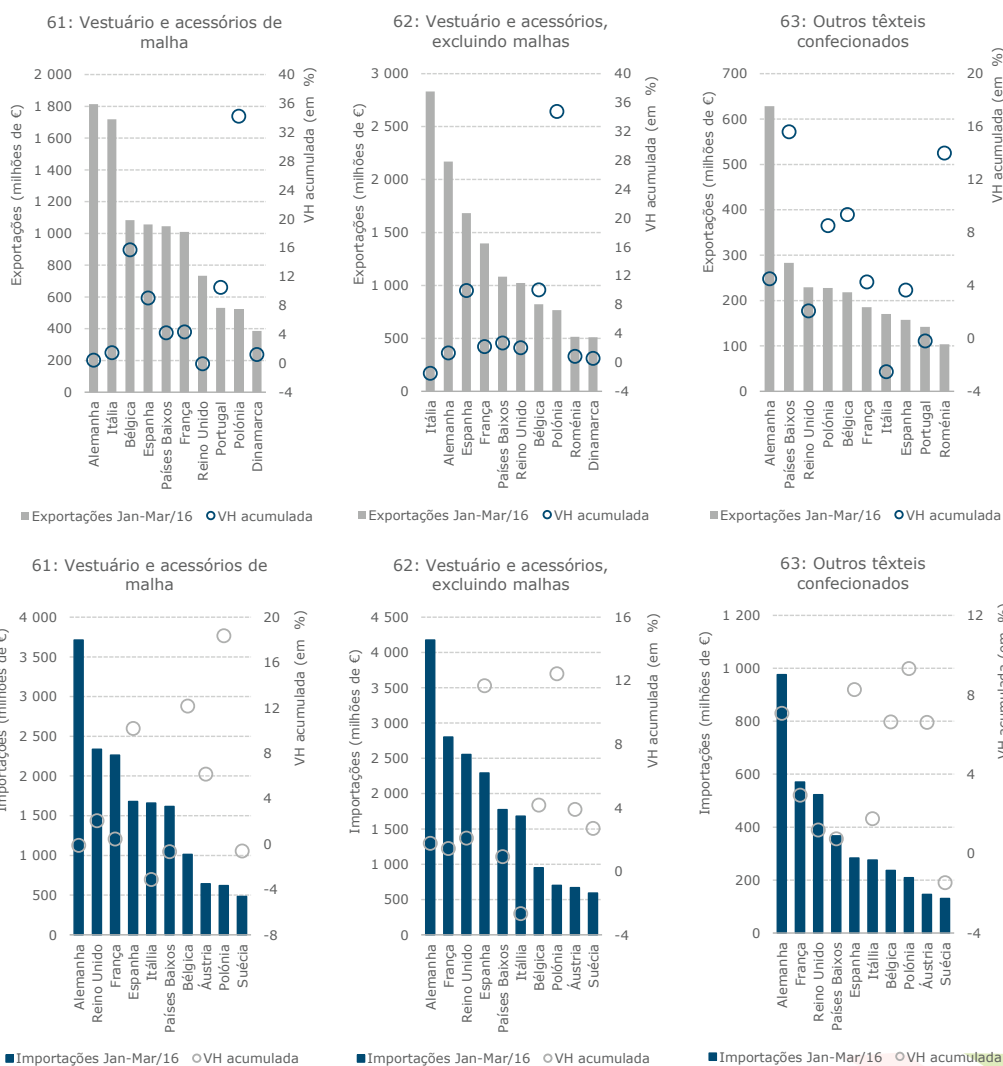 61: Vestuário e acessórios de
malha
Exportações (milhões de €)
2 000
1 800
1 600
1 400
1 200
1 000
800
600
400
200
0
40
36
32
28
24
20
16
12
8
4
0
-4
VH acumulada (em %)
Alemanha
Itália
Bélgica
Espanha
Países Baixos
França
Reino Unido
Portugal
Polónia
Dinamarca
Exportações Jan-Mar/16 VH acumulada
62: Vestuário e acessórios,
excluindo malhas
Exportações (milhões de €)
3 000
2 500
2 000
1 500
1 000
500
0
40
36
32
28
24
20
16
12
8
4
0
-4
VH acumulada (em %)
Itália
Alemanha
Espanha
França
Países Baixos
Reino Unido
Bélgica
Polónia
Roménia
Dinamarca
Exportações Jan-Mar/16 VH acumulada
63: Outros têxteis
confecionados
Exportações (milhões de €)
700
600
500
400
300
200
100
0
20
16
12
8
4
0
-4
VH acumulada (em %)
Alemanha
Países Baixos
Reino Unido
Polónia
Bélgica
França
Itália
Espanha
Portugal
Roménia
Exportações Jan-Mar/16 VH acumulada
61: Vestuário e acessórios de
malha
Importações (milhões de €)
4 000
3 500
3 000
2 500
2 000
1 500
1 000
500
0
20
16
12
8
4
0
-4
-8
VH acumulada (em %)
Alemanha
Reino Unido
França
Espanha
Itállia
Países Baixos
Bélgica
Áustria
Polónia
Suécia
Importações Jan-Mar/16 VH acumulada
62: Vestuário e acessórios,
excluindo malhas
Importações (milhões de €)
4 500
4 000
3 500
3 000
2 500
2 000
1 500
1 000
500
0
16
12
8
4
0
-4
VH acumulada (em %)
Alemanha
França
Reino Unido
Espanha
Países Baixos
Itállia
Bélgica
Polónia
Áustria
Suécia
Importações Jan-Mar/16 VH acumulada
63: Outros têxteis
confecionados
Importações (milhões de €)
1 200
1 000
800
600
400
200
0
12
8
4
0
-4
VH acumulada (em %)
Alemanha
França
Reino Unido
Países Baixos
Espanha
Itállia
Bélgica
Polónia
Áustria
Suécia
Importações Jan-Mar/16 VH acumulada